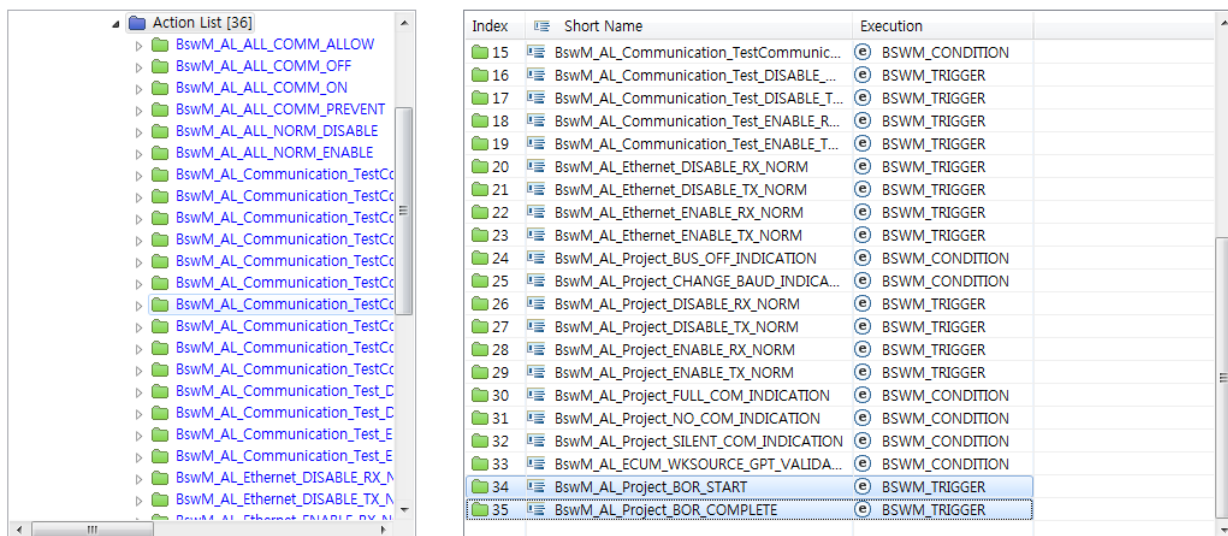 Action List [36]
BswM_AL_ALL_COMM_ALLOW
BswM_AL_ALL_COMM_OFF
BswM_AL_ALL_COMM_ON
BswM_AL_ALL_COMM_PREVENT
BswM_AL_ALL_NORM_DISABLE
BswM_AL_ALL_NORM_ENABLE
BswM_AL_Communication_TestCo
BswM_AL_Communication_TestCo
BswM_AL_Communication_TestCo
BswM_AL_Communication_TestCo
BswM_AL_Communication_TestCo
BswM_AL_Communication_TestCo
BswM_AL_Communication_TestCo
BswM_AL_Communication_TestCo
BswM_AL_Communication_TestCo
BswM_AL_Communication_TestCo
BswM_AL_Communication_Test_D
BswM_AL_Communication_Test_D
BswM_AL_Communication_Test_E
BswM_AL_Communication_Test_E
BswM_AL_Ethernet_DISABLE_RX_N
BswM_AL_Ethernet_DISABLE_TX_N
BswM_AL_Ethernet_ENABLE_RX_N
Index Short Name Execution
15 BswM_AL_Communication_TestCommunic... BSWM_CONDITION
16 BswM_AL_Communication_Test_DISABLE_... BSWM_TRIGGER
17 BswM_AL_Communication_Test_DISABLE_T... BSWM_TRIGGER
18 BswM_AL_Communication_Test_ENABLE_R... BSWM_TRIGGER
19 BswM_AL_Communication_Test_ENABLE_T... BSWM_TRIGGER
20 BswM_AL_Ethernet_DISABLE_RX_NORM BSWM_TRIGGER
21 BswM_AL_Ethernet_DISABLE_TX_NORM BSWM_TRIGGER
22 BswM_AL_Ethernet_ENABLE_RX_NORM BSWM_TRIGGER
23 BswM_AL_Ethernet_ENABLE_TX_NORM BSWM_TRIGGER
24 BswM_AL_Project_BUS_OFF_INDICATION BSWM_CONDITION
25 BswM_AL_Project_CHANGE_BAUD_INDICA... BSWM_CONDITION
26 BswM_AL_Project_DISABLE_RX_NORM BSWM_TRIGGER
27 BswM_AL_Project_DISABLE_TX_NORM BSWM_TRIGGER
28 BswM_AL_Project_ENABLE_RX_NORM BSWM_TRIGGER
29 BswM_AL_Project_ENABLE_TX_NORM BSWM_TRIGGER
30 BswM_AL_Project_FULL_COM_INDICATION BSWM_CONDITION
31 BswM_AL_Project_NO_COM_INDICATION BSWM_CONDITION
32 BswM_AL_Project_SILENT_COM_INDICATION BSWM_CONDITION
33 BswM_AL_ECUM_WKSOURCE_GPT_VALIDA... BSWM_CONDITION
34 BswM_AL_Project_BOR_START BSWM_TRIGGER
35 BswM_AL_Project_BOR_COMPLETE BSWM_TRIGGER